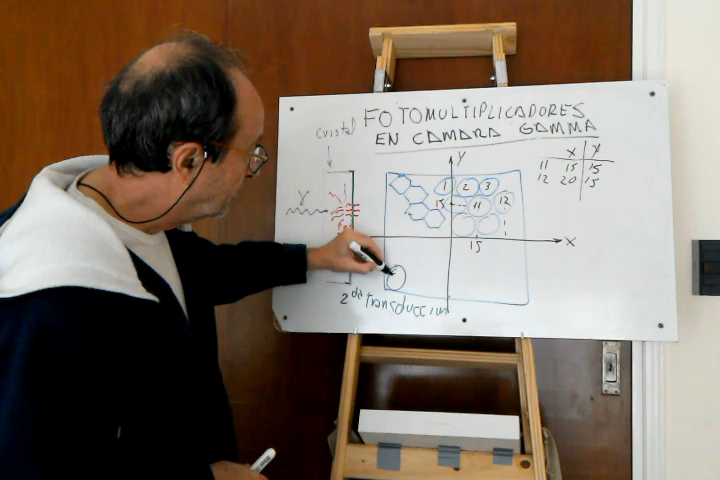 FOTOMULTIPLICADORES
EN CAMARA GAMMA
cristal
X Y
11 15 15
12 20 15
Y
1 2 3
γ
15 11 12
15
X
2da transduccion